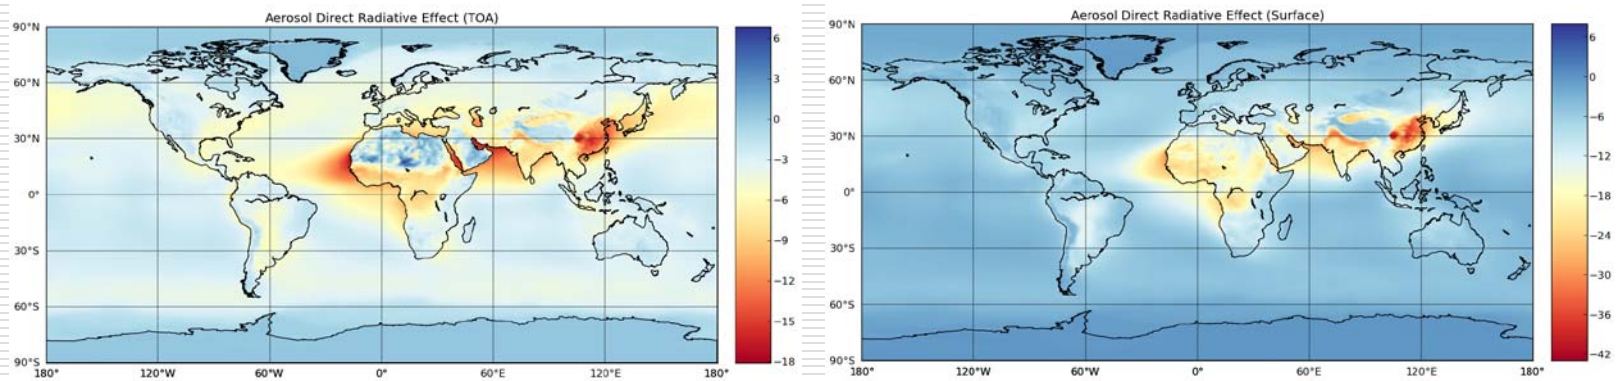 Aerosol Direct Radiative Effect (TOA)
90°N
60°N
30°N
0°
30°S
60°S
90°S
180°
120°W
60°W
0°
60°E
120°E
180°
6
3
0
−3
−6
−9
−12
−15
−18
Aerosol Direct Radiative Effect (Surface)
90°N
60°N
30°N
0°
30°S
60°S
90°S
180°
120°W
60°W
0°
60°E
120°E
180°
6
0
−6
−12
−18
−24
−30
−36
−42